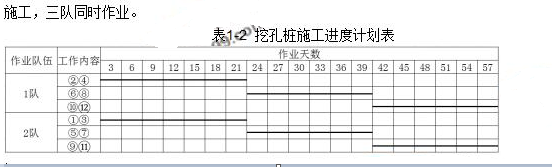 施工，三队同时作业。
表1-2 挖孔桩施工进度计划表
作业队伍 工作内容 作业天数
3 6 9 12 15 18 21 24 27 30 33 36 39 42 45 48 51 54 57
1队 ②④
⑥⑧
⑩⑫
2队 ①③
⑤⑦
⑨⑪